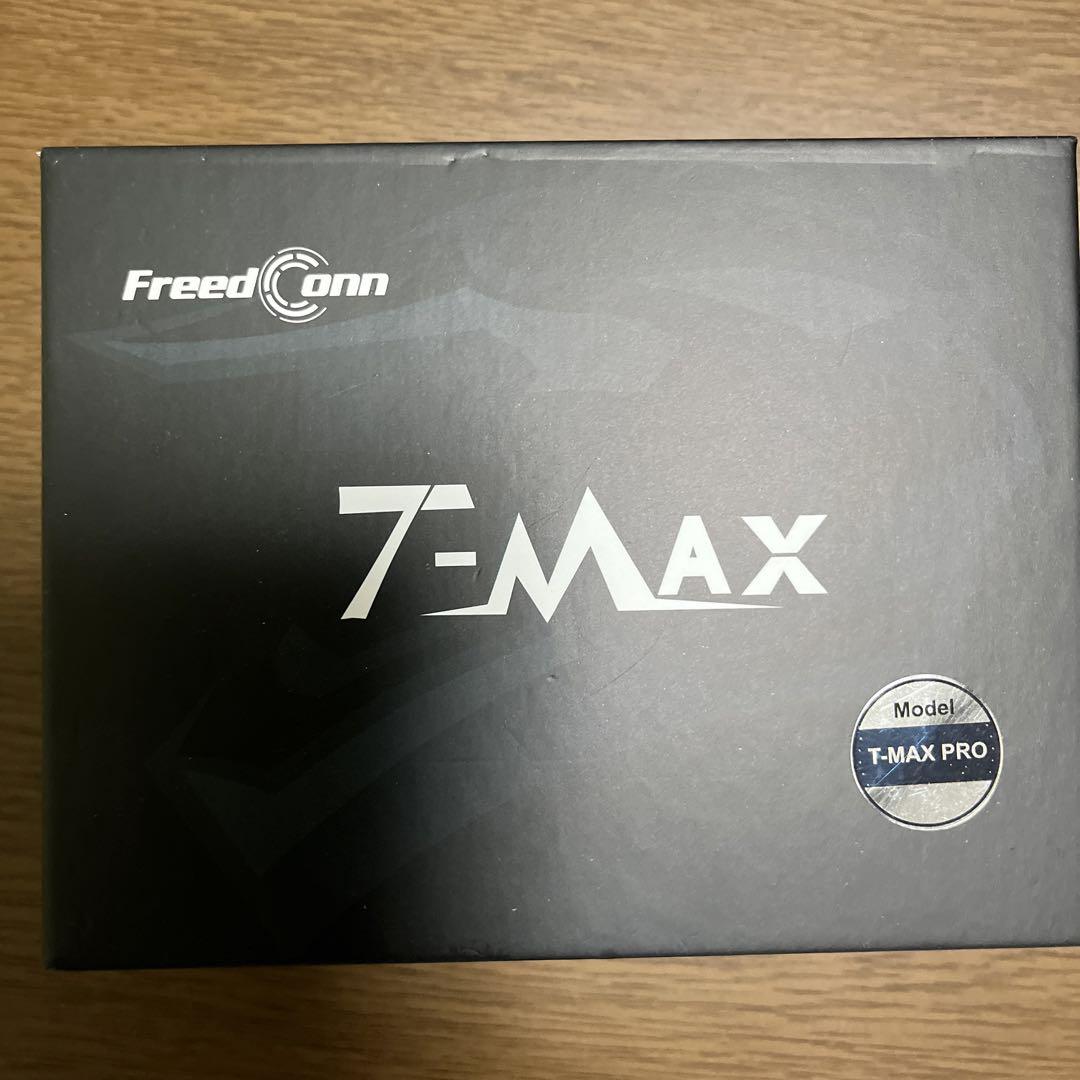 FreedConn
T-MAX
Model
T-MAX PRO